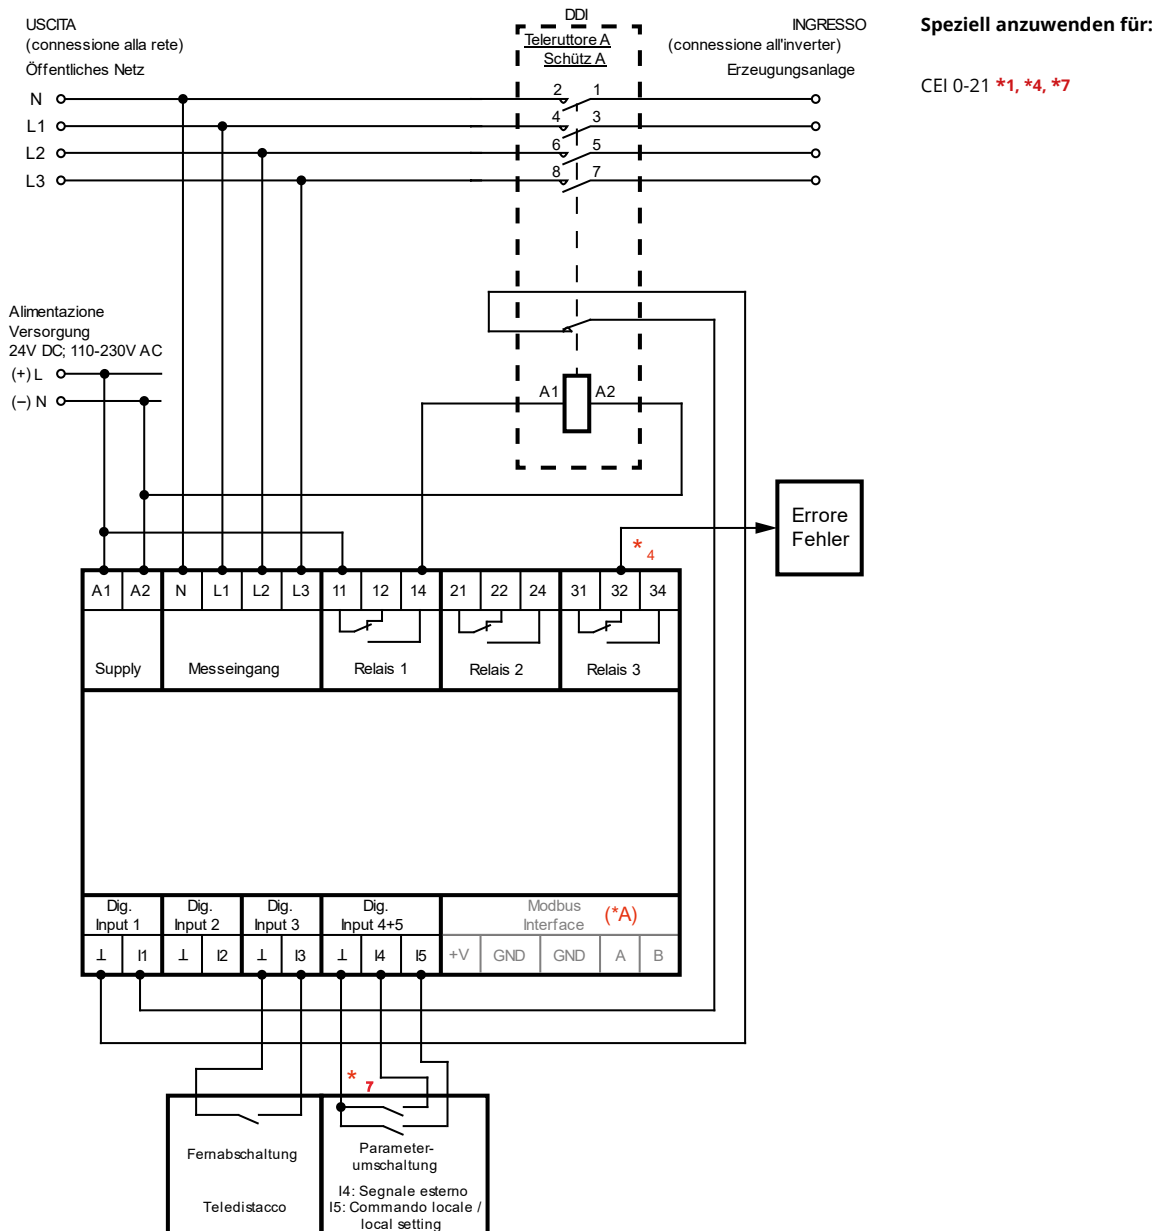 USCITA
(connessione alla rete)
Öffentliches Netz
DDI
Teleruttore A
Schütz A
INGRESSO
(connessione all'inverter)
Erzeugungsanlage
Speziell anzuwenden für:
CEI 0-21 *1, *4, *7
N 2 1
L1 4 3
L2 6 5
L3 8 7
Alimentazione
Versorgung
24V DC; 110-230V AC
(+) L
(–) N
A1 A2
Errore
Fehler
* 4
A1 A2 N L1 L2 L3 11 12 14 21 22 24 31 32 34
Supply Messeingang Relais 1 Relais 2 Relais 3
Dig. Input 1
Dig. Input 2
Dig. Input 3
Dig. Input 4+5
Modbus Interface (*A)
⊥ I1 ⊥ I2 ⊥ I3 ⊥ I4 I5 +V GND GND A B
* 7
Fernabschaltung
Teledistacco
Parameter-
umschaltung
I4: Segnale esterno
I5: Commando locale /
local setting